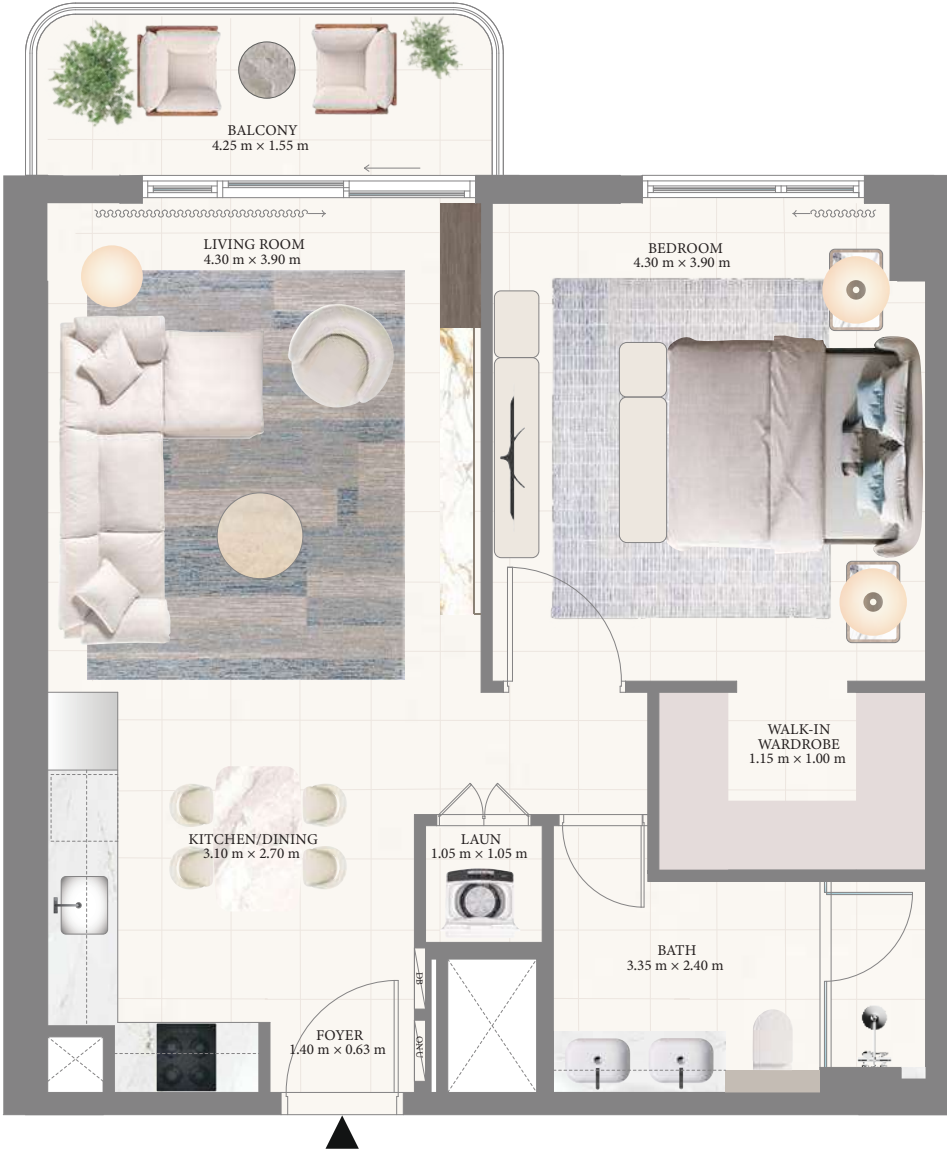 BALCONY
4.25 m × 1.55 m
LIVING ROOM
4.30 m × 3.90 m
BEDROOM
4.30 m × 3.90 m
WALK-IN
WARDROBE
1.15 m × 1.00 m
KITCHEN/DINING
3.10 m × 2.70 m
LAUN
1.05 m × 1.05 m
BATH
3.35 m × 2.40 m
DB
FOYER
1.40 m × 0.63 m
ONU